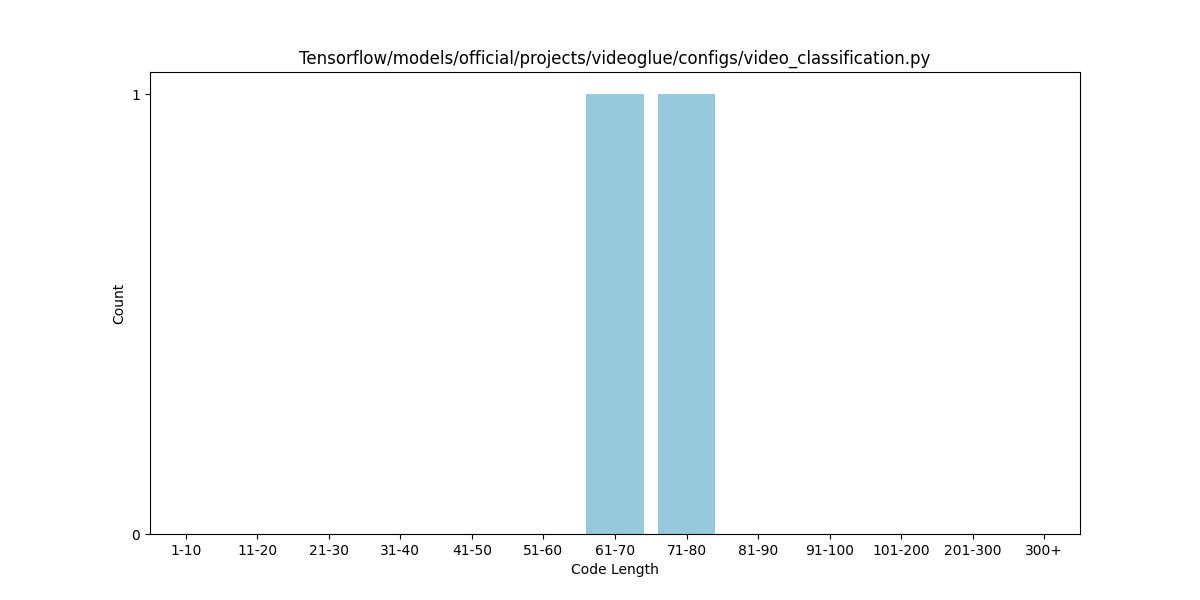 Tensorflow/models/official/projects/videoglue/configs/video_classification.py
1
Count
0
1-10 11-20 21-30 31-40 41-50 51-60 61-70 71-80 81-90 91-100 101-200 201-300 300+
Code Length